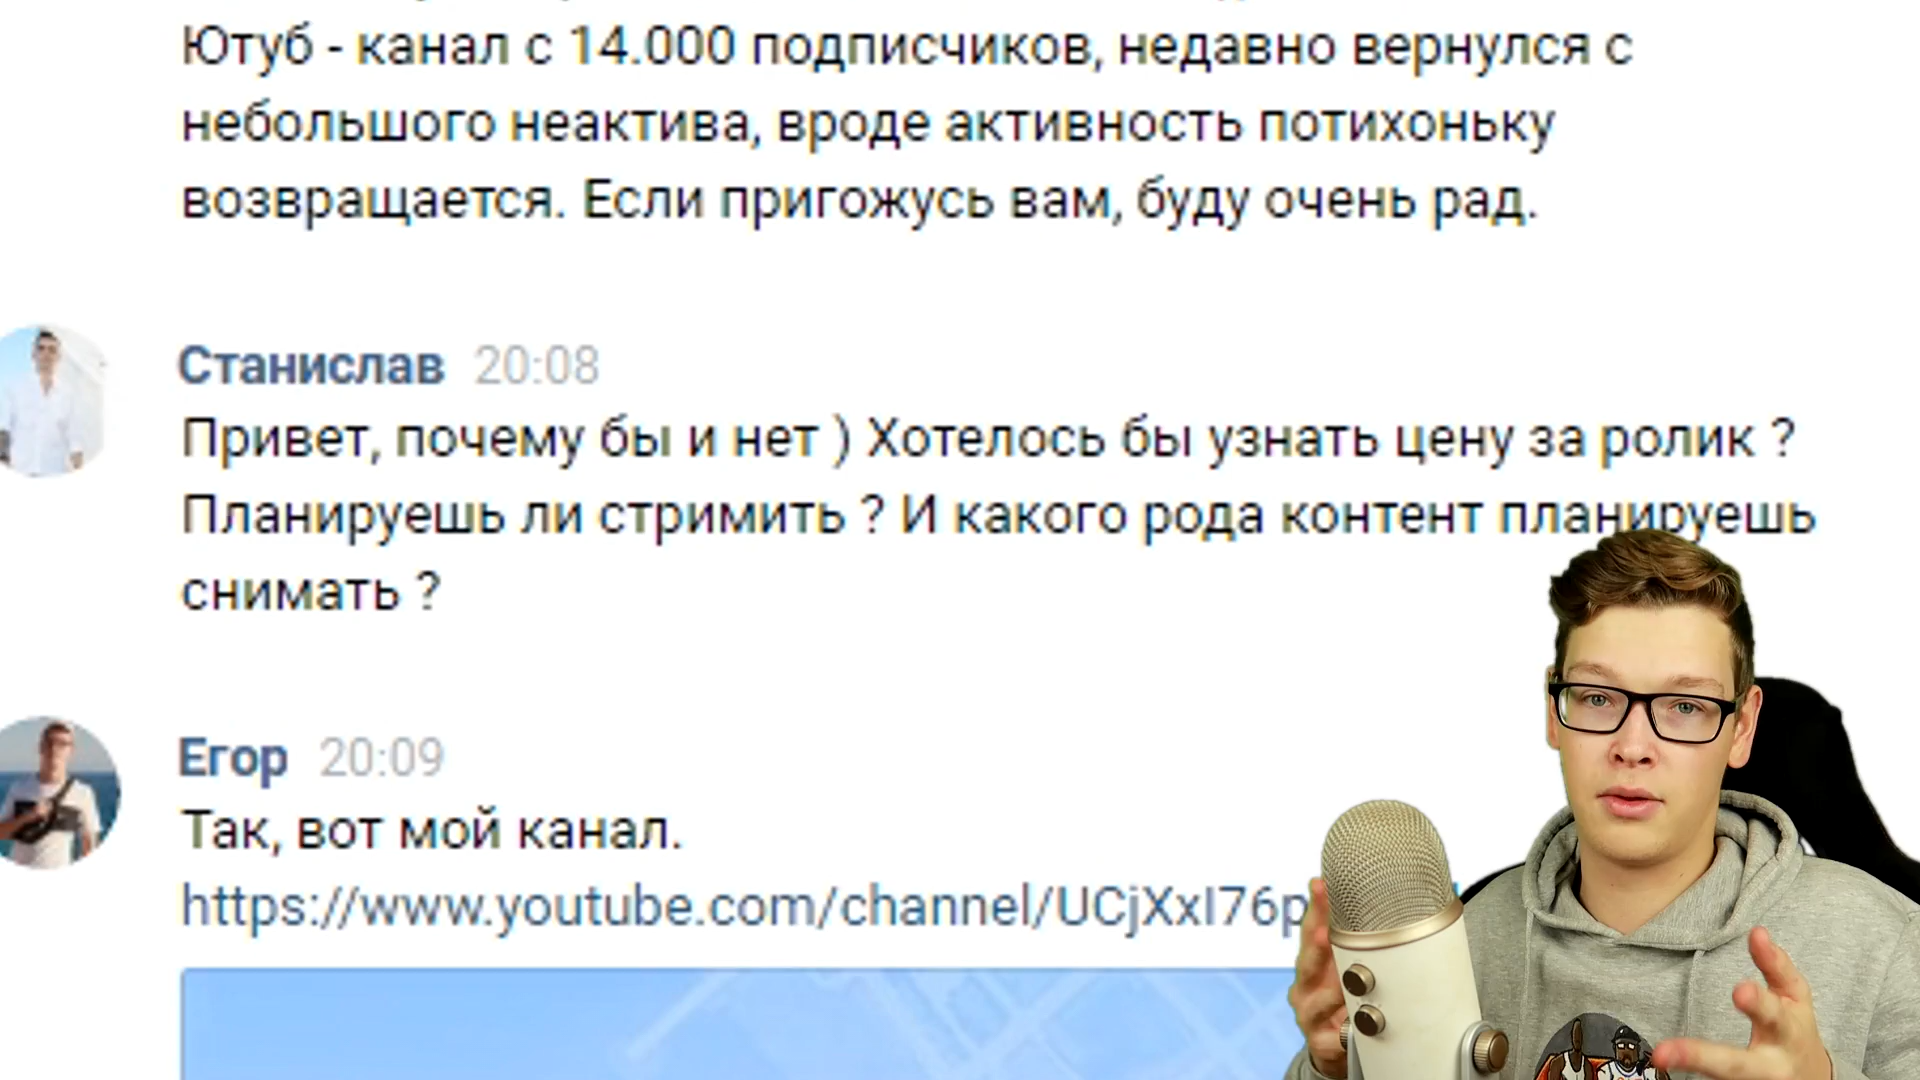 Ютуб - канал с 14.000 подписчиков, недавно вернулся с
небольшого неактива, вроде активность потихоньку
возвращается. Если пригожусь вам, буду очень рад.
Станислав 20:08
Привет, почему бы и нет ) Хотелось бы узнать цену за ролик ?
Планируешь ли стримить ? И какого рода контент планируешь
снимать ?
Егор 20:09
Так, вот мой канал.
https://www.youtube.com/channel/UCjXxI76p